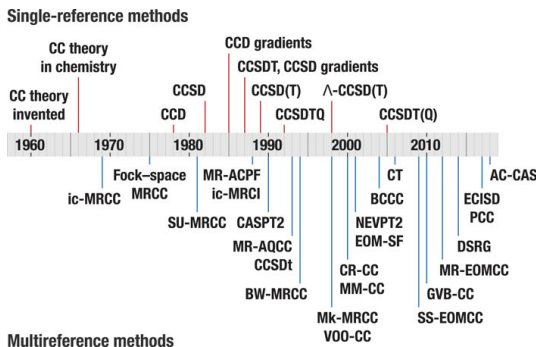 Single-reference methods
CCD gradients
CC theory
in chemistry
CCSDT, CCSD gradients
CCSD
CCSD(T)
Λ-CCSD(T)
CC theory
invented
CCD
CCSDTQ
CCSDT(Q)
1960
1970
1980
1990
2000
2010
ic-MRCC
Fock–space
MRCC
MR-ACPF
ic-MRCI
CT
AC-CAS
SU-MRCC
CASPT2
BCCC
NEVPT2
EOM-SF
ECISD
PCC
MR-AQCC
CCSDt
DSRG
CR-CC
MM-CC
MR-EOMCC
BW-MRCC
GVB-CC
Mk-MRCC
VOO-CC
SS-EOMCC
Multireference methods